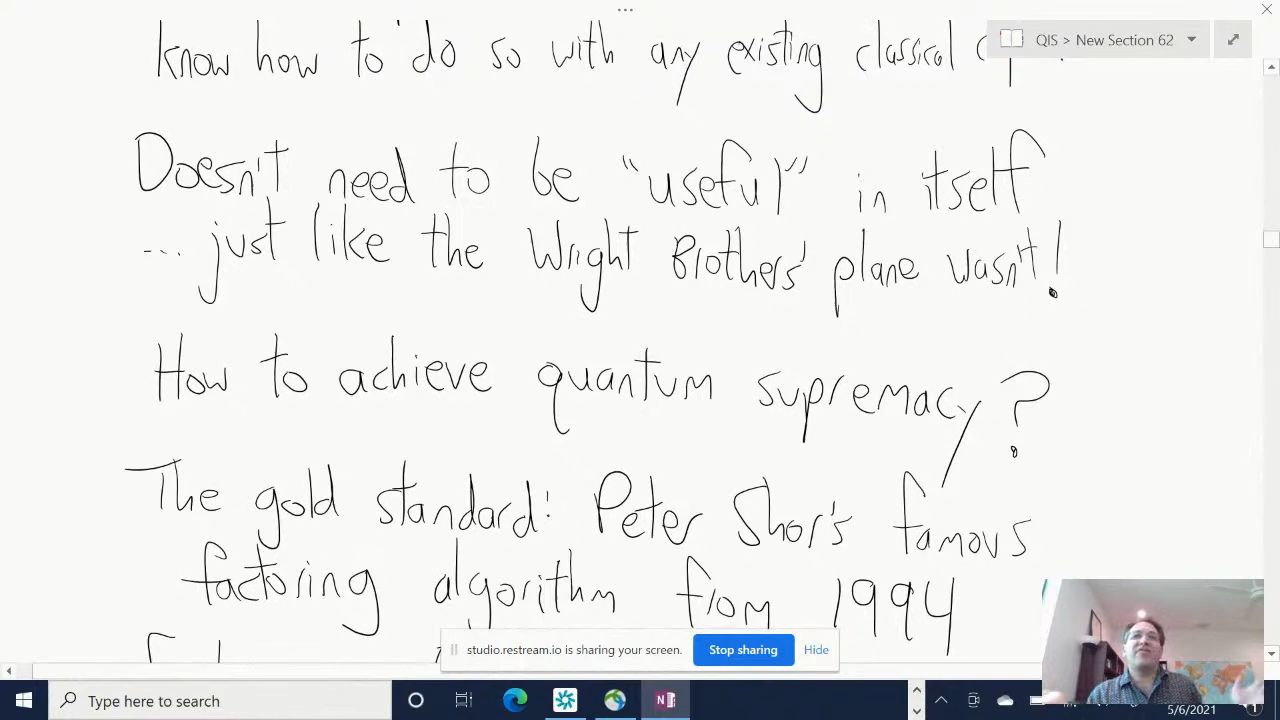 know how to do so with any existing classical
QIS > New Section 62
Doesn't need to be "useful" in itself
... just like the Wright Brothers' plane wasn't!
How to achieve quantum supremacy?
The gold standard: Peter Shor's famous
factoring algorithm from 1994
studio.restream.io is sharing your screen.
Stop sharing
Hide
Type here to search
5/6/2021